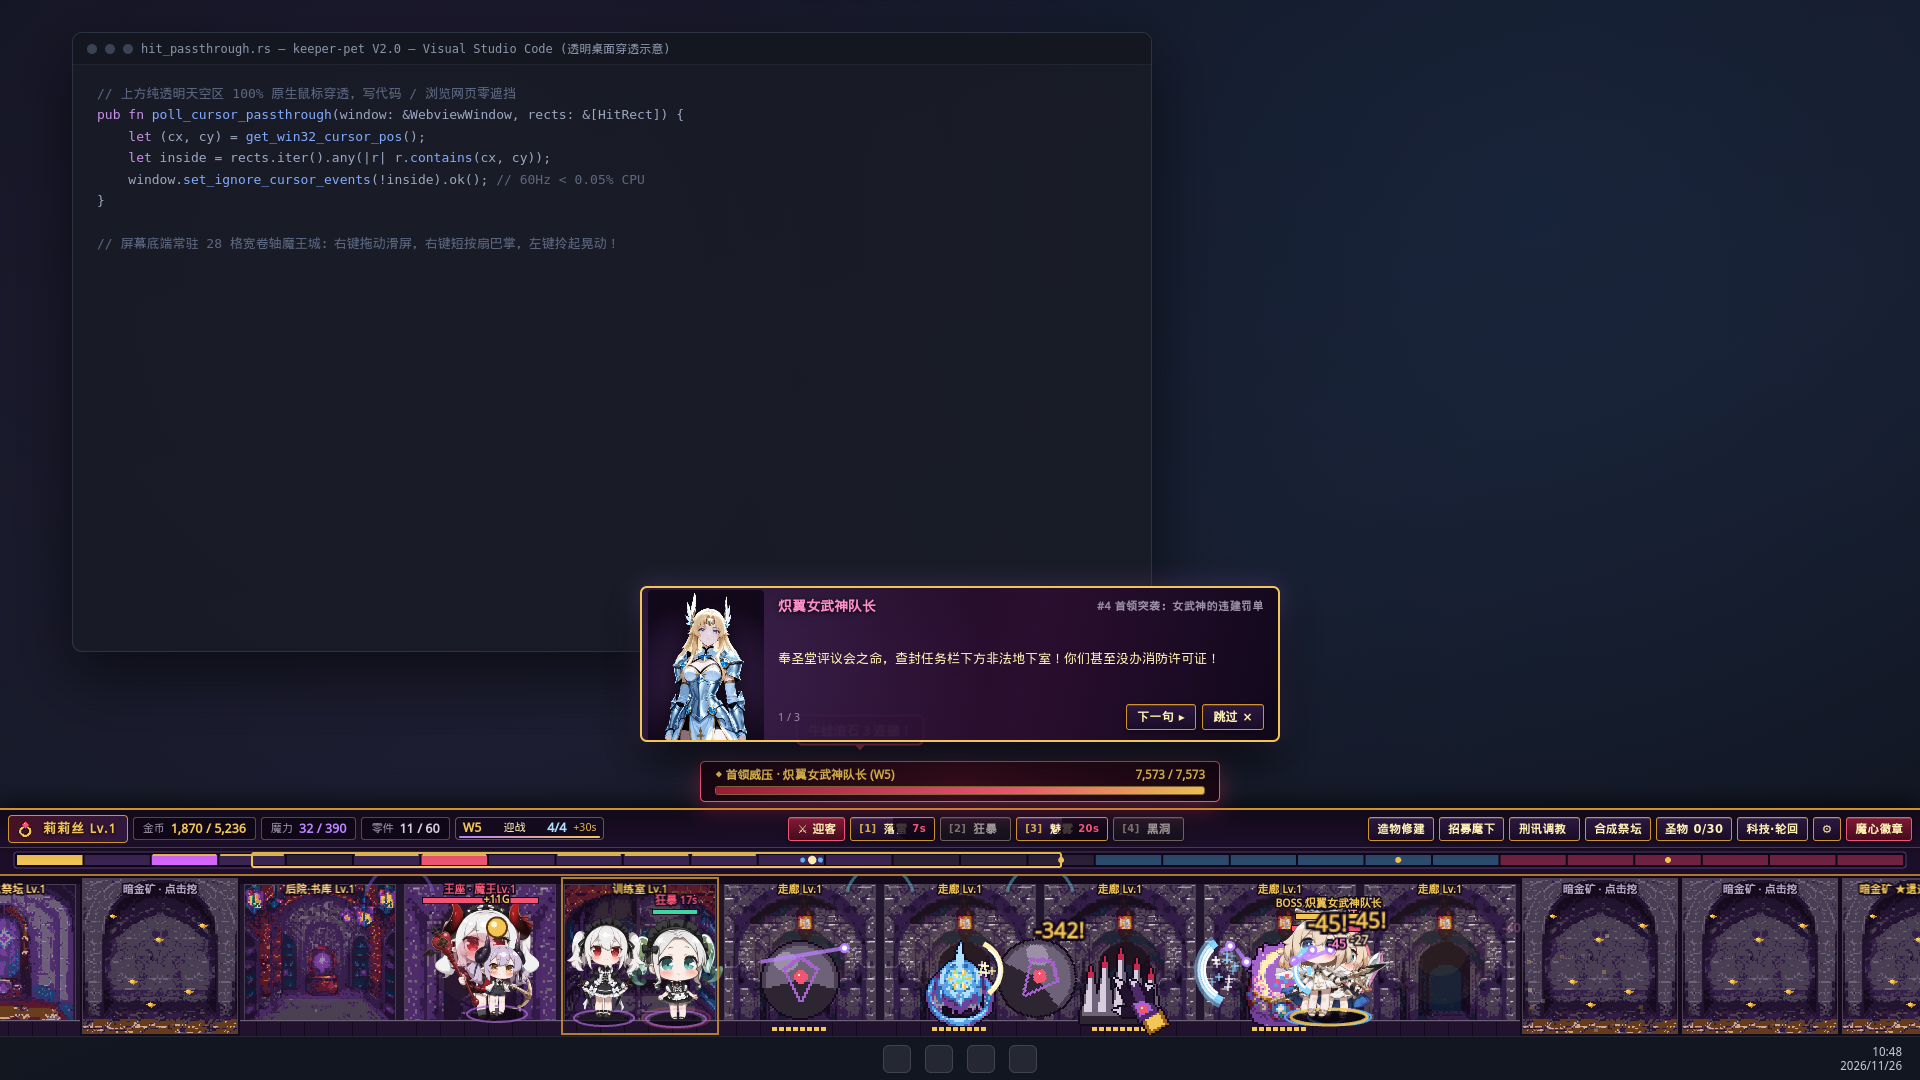 hit_passthrough.rs — keeper-pet V2.0 — Visual Studio Code (透明桌面穿透示意)
// 上方纯透明天空区 100% 原生鼠标穿透，写代码 / 浏览网页零遮挡
pub fn poll_cursor_passthrough(window: &WebviewWindow, rects: &[HitRect]) {
    let (cx, cy) = get_win32_cursor_pos();
    let inside = rects.iter().any(|r| r.contains(cx, cy));
    window.set_ignore_cursor_events(!inside).ok(); // 60Hz < 0.05% CPU
}
// 屏幕底端常驻 28 格宽卷轴魔王城：右键拖动滑屏，右键短按扇巴掌，左键拎起晃动！
炽翼女武神队长
#4 首领突袭：女武神的违建罚单
奉圣堂评议会之命，查封任务栏下方非法地下室！你们甚至没办消防许可证！
1 / 3
下一句 ▸
跳过 ✕
◆ 首领威压 · 炽翼女武神队长 (W5)
7,573 / 7,573
莉莉丝 Lv.1
金币 1,870 / 5,236
魔力 32 / 390
零件 11 / 60
W5 迎战 4/4 +30s
⚔ 迎客
[1] 落雷 7s
[2] 狂暴
[3] 魅 20s
[4] 黑洞
造物修建
招募魔下
刑讯调教
合成祭坛
圣物 0/30
科技·轮回
⚙
魔心徽章
祭坛 Lv.1
暗金矿 · 点击挖
后院·书库 Lv.1
王座 · 魔王Lv.1
+11G
训练室 Lv.1
狂暴 17s
走廊 Lv.1
走廊 Lv.1
走廊 Lv.1
走廊 Lv.1
走廊 Lv.1
-342!
BOSS 炽翼女武神队长
-45!
-45!
-45
-27
暗金矿 · 点击挖
暗金矿 · 点击挖
暗金矿 ★
10:48
2026/11/26